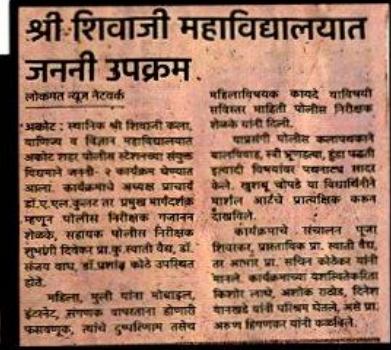 श्री शिवाजी महाविद्यालयात
जननी उपक्रम
लोकमत न्यूज नेटवर्क
अकोट : स्थानिक श्री शिवाजी कला,
वाणिज्य व विज्ञान महाविद्यालयात
अकोट शहर पोलीस स्टेशनच्या संयुक्त
विद्यमाने जननी- २ कार्यक्रम घेण्यात
आला. कार्यक्रमाचे अध्यक्ष प्राचार्य
डॉ.ए.एल.कुलट तर प्रमुख मार्गदर्शक
म्हणून पोलीस निरीक्षक गजानन
शेळके, सहायक पोलीस निरीक्षक
शुभांगी दिवेकर प्रा.कु.स्वाती वैद्य, डॉ.
संजय वाघ, डॉ.प्रशांत कोठे उपस्थित
होते.
महिला, मुली यांना मोबाइल,
इंटरनेट, संगणक वापरताना होणारी
फसवणूक, त्यांचे दुष्परिणाम तसेच
महिलाविषयक कायदे याविषयी
सविस्तर माहिती पोलीस निरीक्षक
शेळके यांनी दिली.
याप्रसंगी पोलीस कलापथकाने
बालविवाह, स्त्री भ्रूणहत्या, हुंडा पद्धती
इत्यादी विषयांवर पथनाट्य सादर
केले. खुशबू चोपडे या विद्यार्थिनीने
मार्शल आर्टचे प्रात्यक्षिक करून
दाखविले.
कार्यक्रमाचे संचालन पूजा
शिवारकर, प्रास्ताविक प्रा. स्वाती वैद्य,
तर आभार प्रा. सचिन कोठेकर यांनी
मानले. कार्यक्रमाच्या यशस्वितेकरिता
किशोर लाघे, अशोक राठोड, दिनेश
यांनी परिश्रम घेतले, असे प्रा.
अरुण हिंगणकर यांनी कळविले.